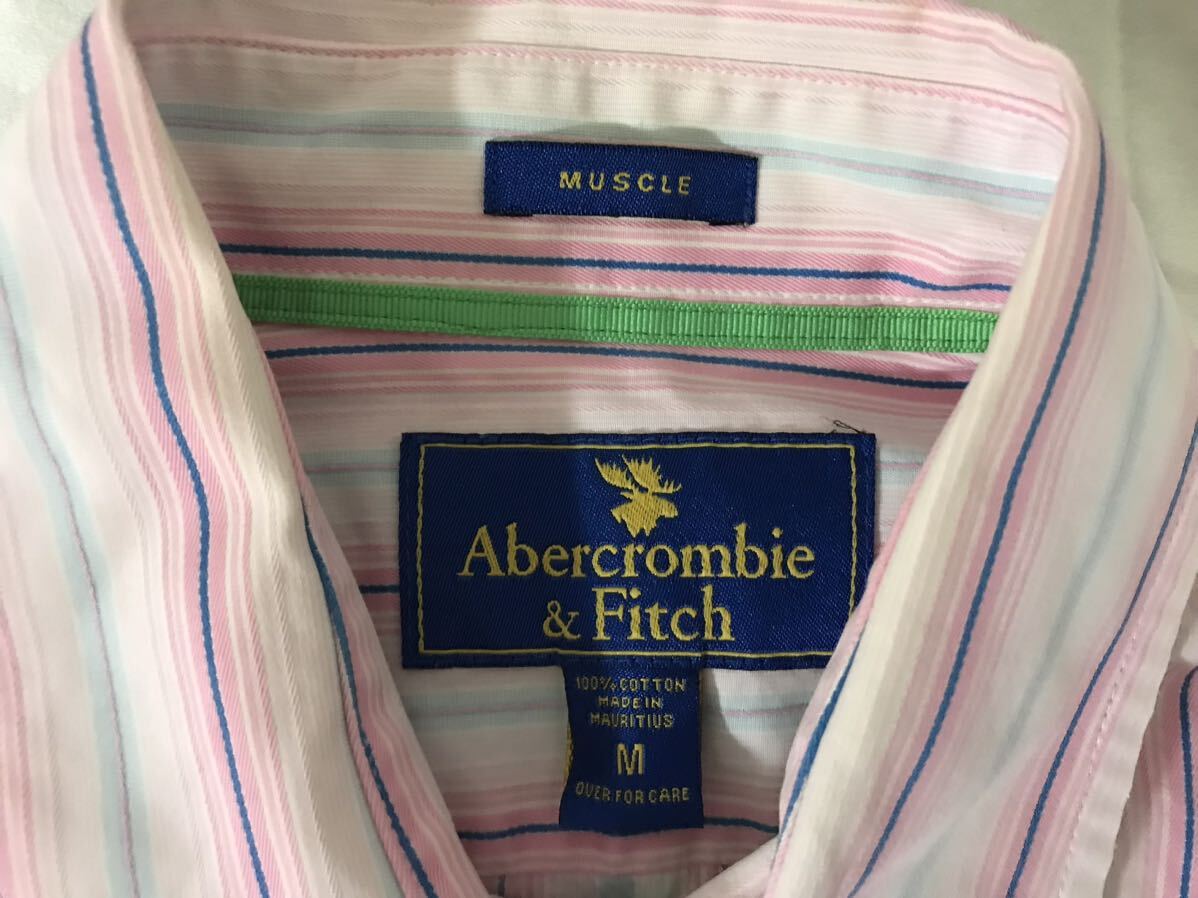 MUSCLE
Abercrombie
& Fitch
100% COTTON
MADE IN
MAURITIUS
M
OVER FOR CARE